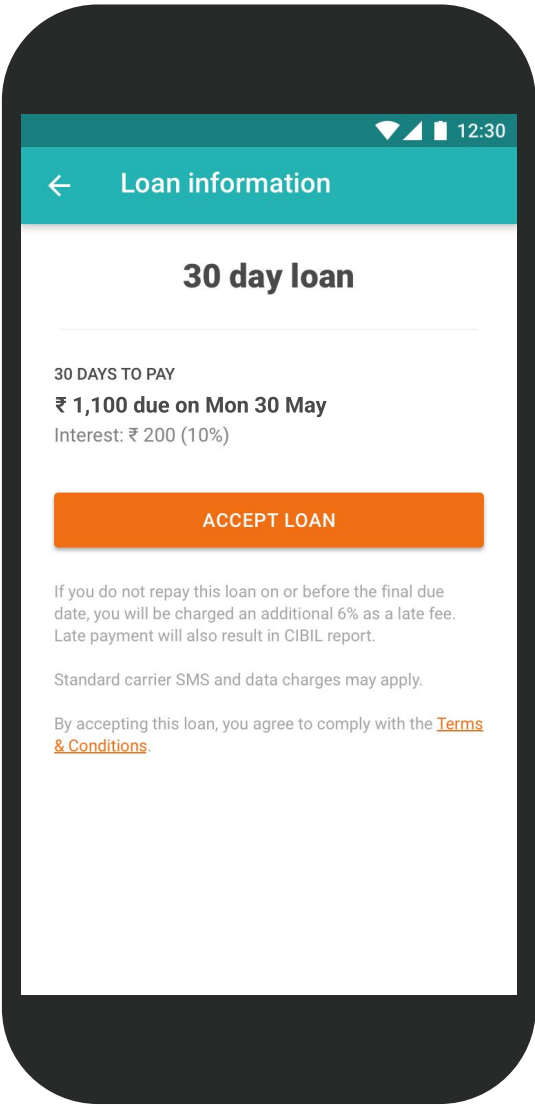 12:30
Loan information
30 day loan
30 DAYS TO PAY
₹ 1,100 due on Mon 30 May
Interest: ₹ 200 (10%)
ACCEPT LOAN
If you do not repay this loan on or before the final due
date, you will be charged an additional 6% as a late fee.
Late payment will also result in CIBIL report.
Standard carrier SMS and data charges may apply.
By accepting this loan, you agree to comply with the Terms
& Conditions.